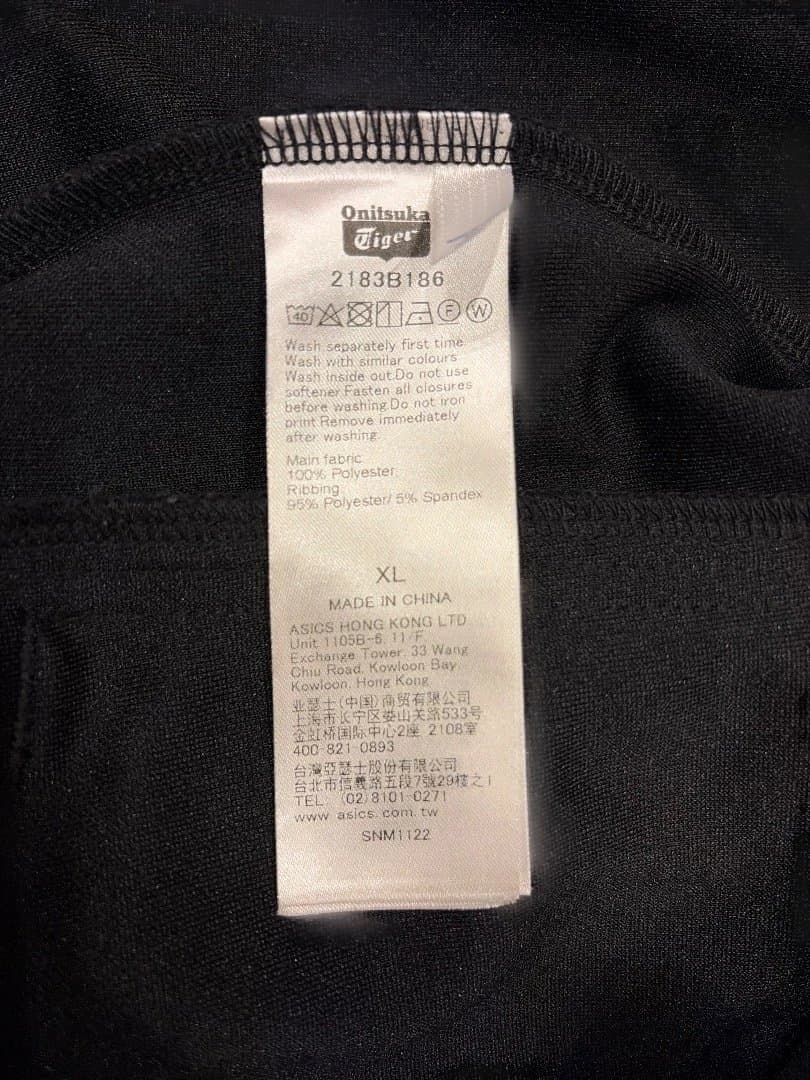 Onitsuka
Tiger
2183B186
40 F W
Wash separately first time.
Wash with similar colours
Wash inside out.Do not use
softener.Fasten all closures
before washing.Do not iron
print.Remove immediately
after washing.
Main fabric
100% Polyester
Ribbing
95% Polyester/ 5% Spandex
XL
MADE IN CHINA
ASICS HONG KONG LTD
Unit 1105B-6. 11/F.
Exchange Tower. 33 Wang
Chiu Road. Kowloon Bay.
Kowloon. Hong Kong
亚瑟士(中国)商贸有限公司
上海市长宁区娄山关路533号
金虹桥国际中心2座 2108室
400-821-0893
台灣亞瑟士股份有限公司
台北市信義路五段7號29樓之1
TEL: (02)8101-0271
www.asics.com.tw
SNM1122